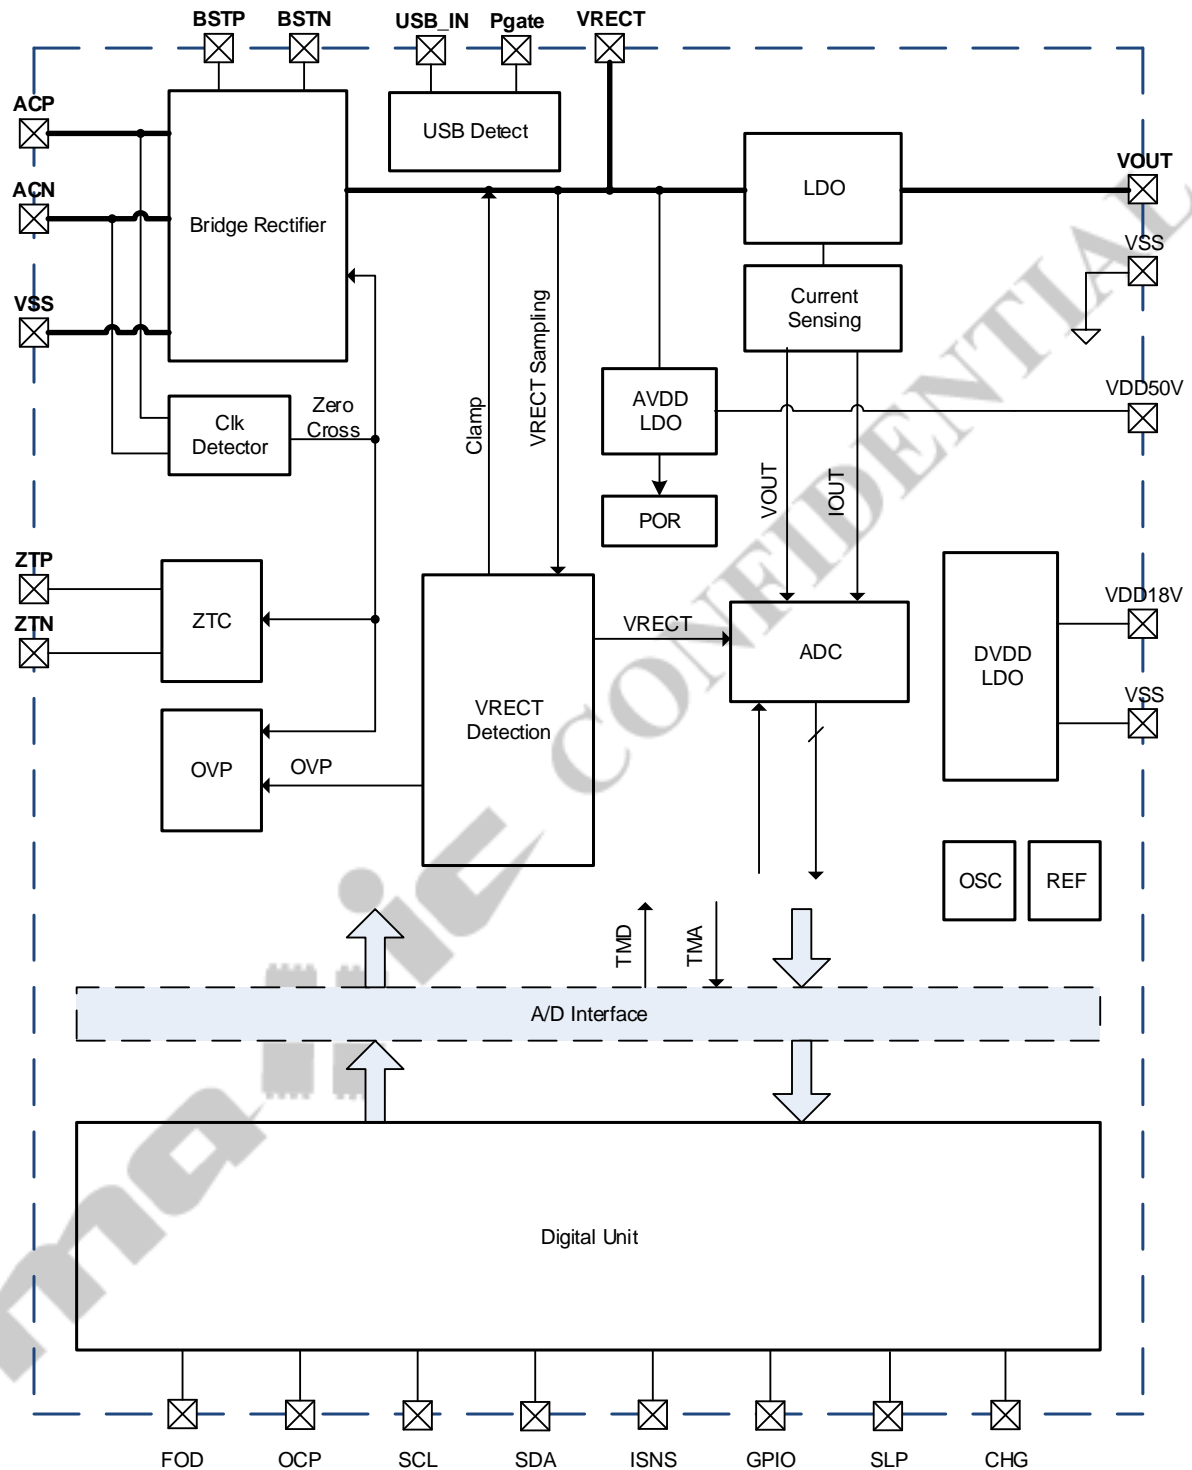 BSTP
BSTN
USB_IN
Pgate
VRECT
ACP
ACN
VSS
Bridge Rectifier
USB Detect
LDO
VOUT
VSS
Current
Sensing
Clamp
VRECT Sampling
AVDD
LDO
VDD50V
Clk
Detector
Zero
Cross
POR
VOUT
IOUT
ZTP
ZTN
ZTC
VRECT
ADC
DVDD
LDO
VDD18V
VSS
VRECT
Detection
OVP
OVP
OSC
REF
TMD
TMA
A/D Interface
Digital Unit
FOD
OCP
SCL
SDA
ISNS
GPIO
SLP
CHG
CONFIDENTIAL